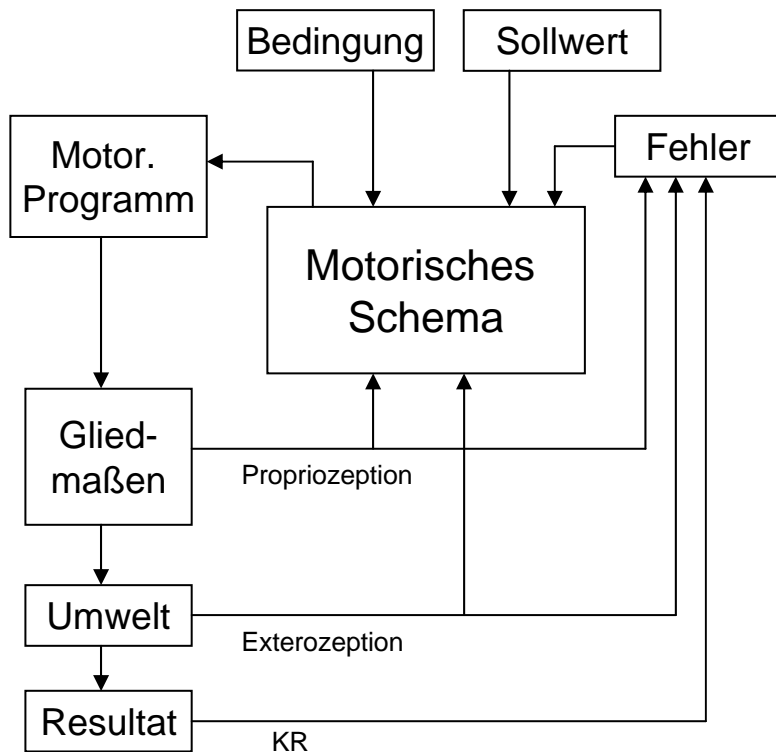 Bedingung
Sollwert
Motor.
Programm
Fehler
Motorisches
Schema
Glied-
maßen
Propriozeption
Umwelt
Exterozeption
Resultat
KR